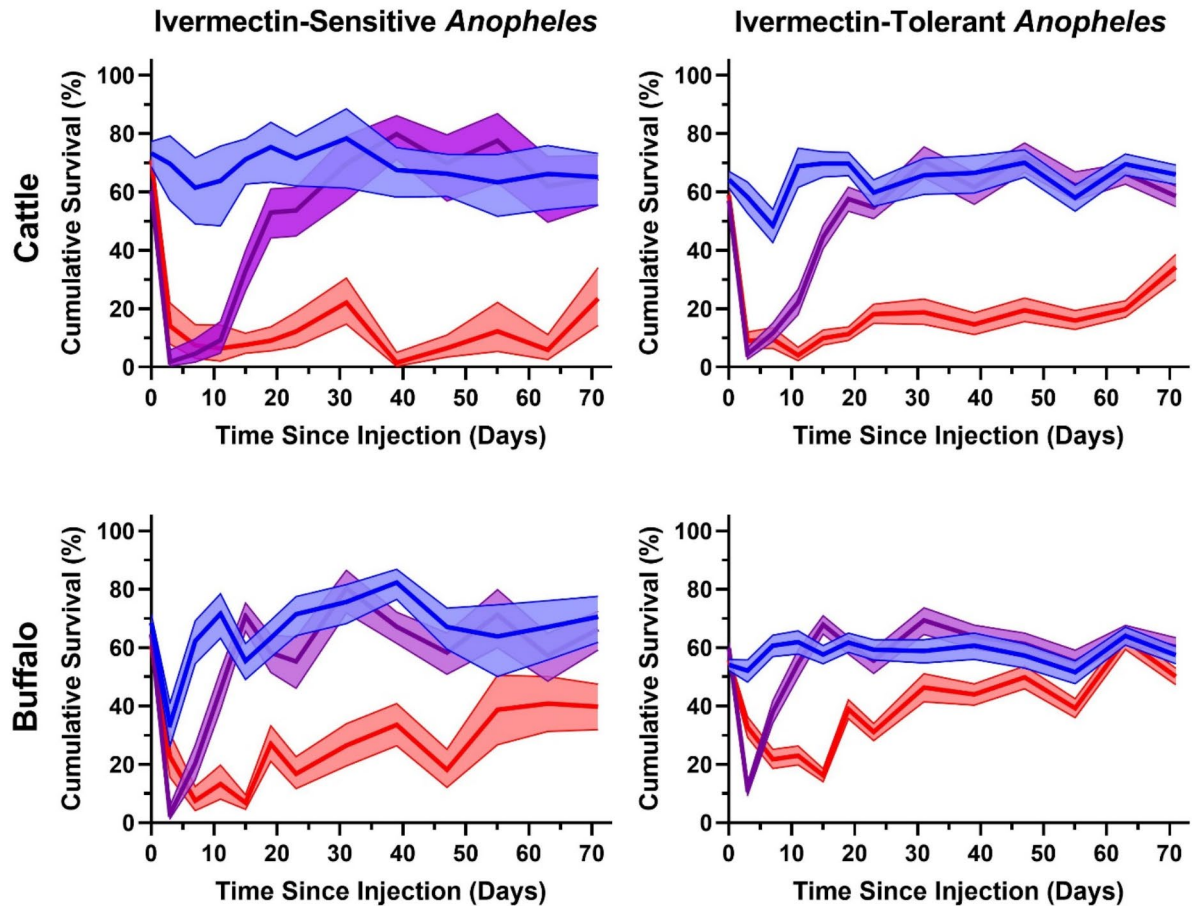 Ivermectin-Sensitive Anopheles
Ivermectin-Tolerant Anopheles
Cattle
Cumulative Survival (%)
100
80
60
40
20
0
0 10 20 30 40 50 60 70
Time Since Injection (Days)
Cumulative Survival (%)
100
80
60
40
20
0
0 10 20 30 40 50 60 70
Time Since Injection (Days)
Buffalo
Cumulative Survival (%)
100
80
60
40
20
0
0 10 20 30 40 50 60 70
Time Since Injection (Days)
Cumulative Survival (%)
100
80
60
40
20
0
0 10 20 30 40 50 60 70
Time Since Injection (Days)